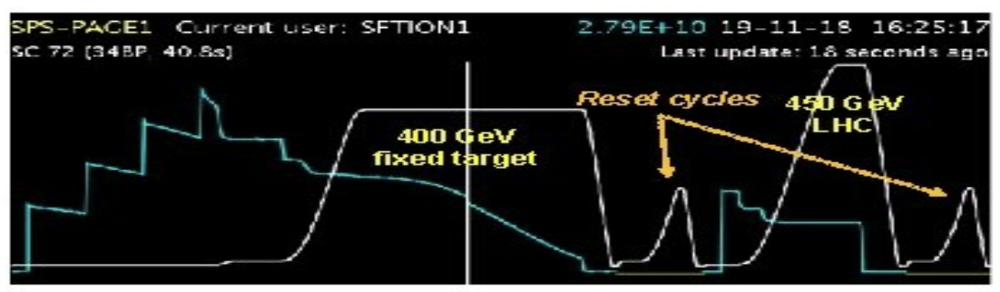 SPS-PAGE1 Current user: SFTION1 2.79E+10 19-11-18 16:25:17
SC 72 (34BP, 40.8s) Last update: 18 seconds ago
Reset cycles
450 GeV
LHC
400 GeV
fixed target